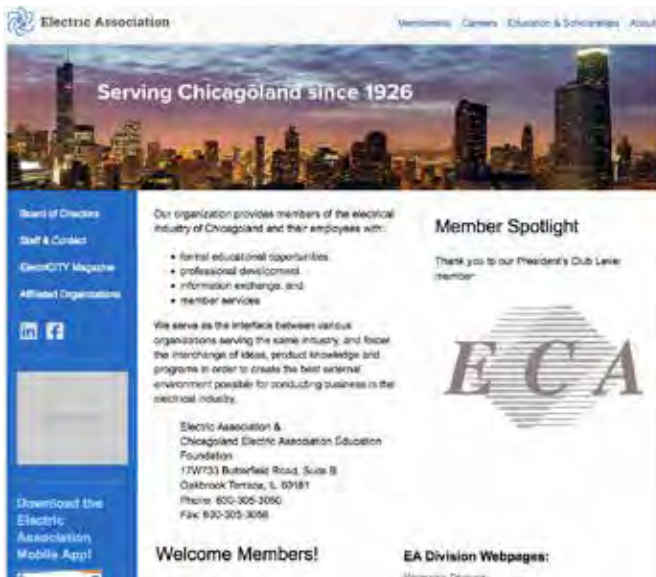 Electric Association
Memberships Careers Education & Scholarships About
Serving Chicagoland since 1926
Board of Directors
Staff & Contact
ElectriCITY Magazine
Affiliated Organizations
Download the
Electric
Association
Mobile App!
Our organization provides members of the electrical
industry of Chicagoland and their employees with:
• formal educational opportunities
• professional development
• information exchange, and
• member services
We serve as the interface between various
organizations serving the same industry, and foster
the interchange of ideas, product knowledge and
programs in order to create the best external
environment possible for conducting business in the
electrical industry.
Electric Association &
Chicagoland Electric Association Education
Foundation
17W733 Butterfield Road, Suite B
Oakbrook Terrace, IL 60181
Phone: 630-305-3050
Fax: 630-305-3056
Welcome Members!
Member Spotlight
Thank you to our President's Club Level
member:
ECA
EA Division Webpages: